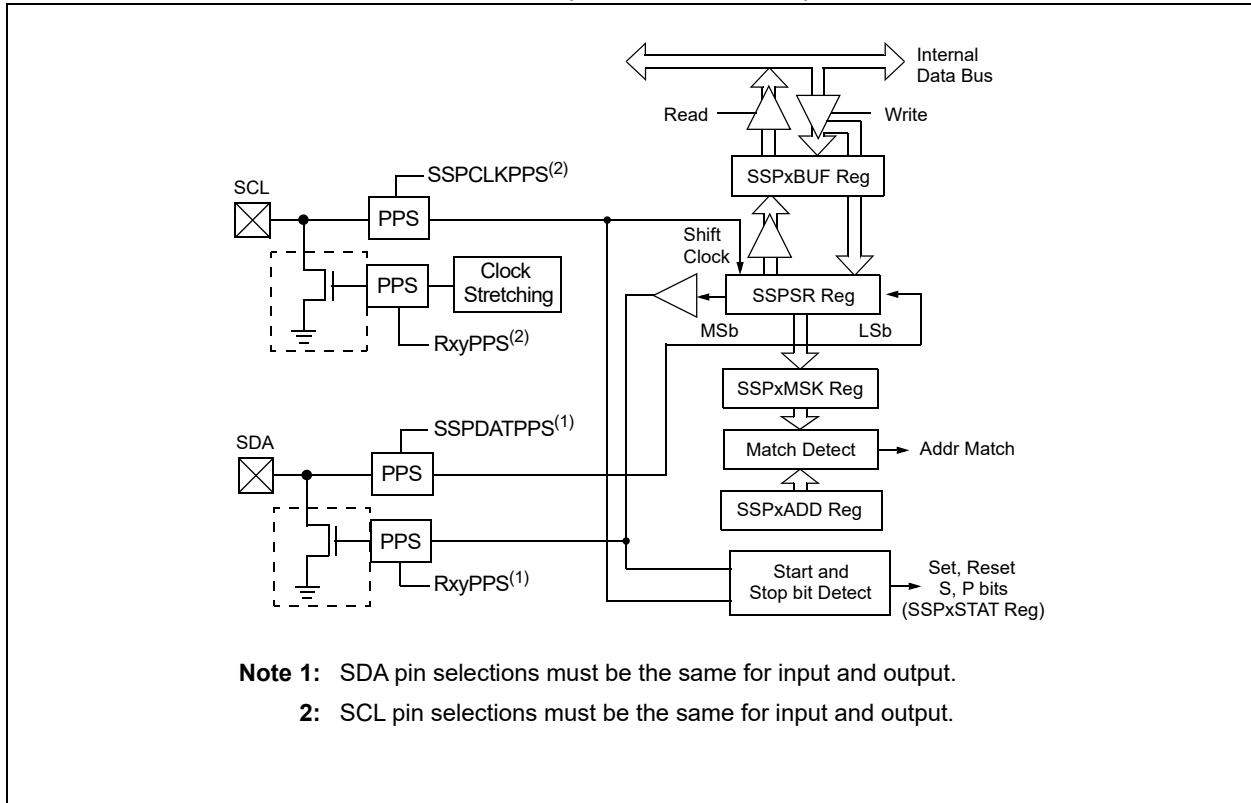 Internal
Data Bus
Read
Write
SSPxBUF Reg
SSPCLKPPS(2)
SCL
PPS
Shift
Clock
Clock
Stretching
PPS
SSPSR Reg
MSb
LSb
RxyPPS(2)
SSPxMSK Reg
SSPDATPPS(1)
SDA
PPS
Match Detect
Addr Match
SSPxADD Reg
PPS
RxyPPS(1)
Start and
Stop bit Detect
Set, Reset
S, P bits
(SSPxSTAT Reg)
Note 1: SDA pin selections must be the same for input and output.
2: SCL pin selections must be the same for input and output.